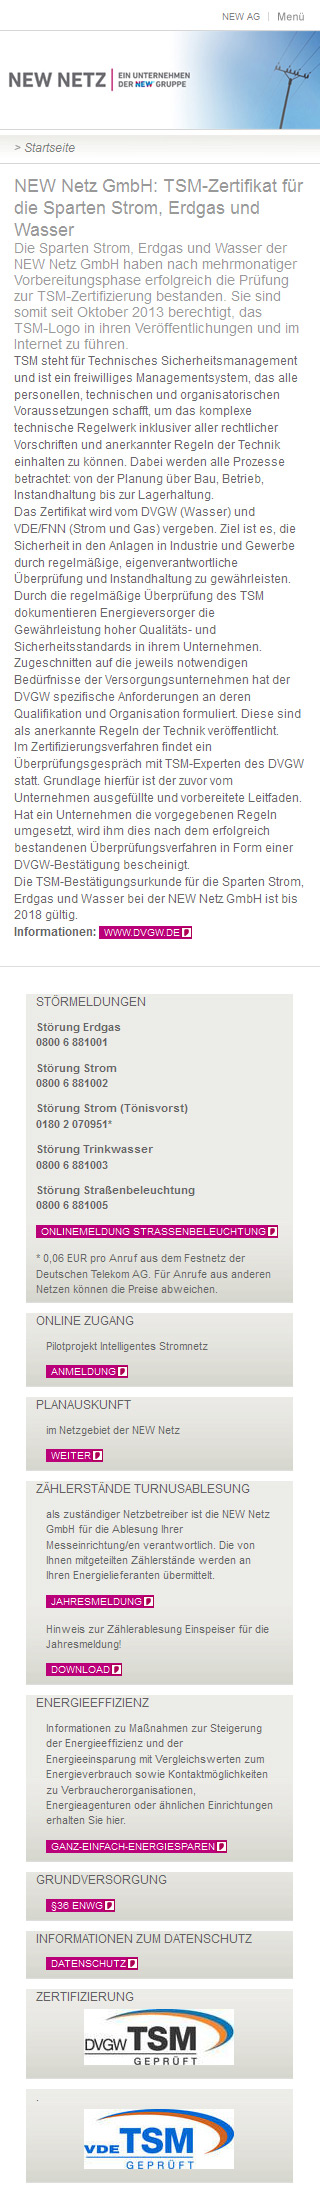 NEW AG | Menü
NEW NETZ | EIN UNTERNEHMEN
DER NEW GRUPPE
> Startseite
NEW Netz GmbH: TSM-Zertifikat für
die Sparten Strom, Erdgas und
Wasser
Die Sparten Strom, Erdgas und Wasser der
NEW Netz GmbH haben nach mehrmonatiger
Vorbereitungsphase erfolgreich die Prüfung
zur TSM-Zertifizierung bestanden. Sie sind
somit seit Oktober 2013 berechtigt, das
TSM-Logo in ihren Veröffentlichungen und im
Internet zu führen.
TSM steht für Technisches Sicherheitsmanagement
und ist ein freiwilliges Managementsystem, das alle
personellen, technischen und organisatorischen
Voraussetzungen schafft, um das komplexe
technische Regelwerk inklusiver aller rechtlicher
Vorschriften und anerkannter Regeln der Technik
einhalten zu können. Dabei werden alle Prozesse
betrachtet: von der Planung über Bau, Betrieb,
Instandhaltung bis zur Lagerhaltung.
Das Zertifikat wird vom DVGW (Wasser) und
VDE/FNN (Strom und Gas) vergeben. Ziel ist es, die
Sicherheit in den Anlagen in Industrie und Gewerbe
durch regelmäßige, eigenverantwortliche
Überprüfung und Instandhaltung zu gewährleisten.
Durch die regelmäßige Überprüfung des TSM
dokumentieren Energieversorger die
Gewährleistung hoher Qualitäts- und
Sicherheitsstandards in ihrem Unternehmen.
Zugeschnitten auf die jeweils notwendigen
Bedürfnisse der Versorgungsunternehmen hat der
DVGW spezifische Anforderungen an deren
Qualifikation und Organisation formuliert. Diese sind
als anerkannte Regeln der Technik veröffentlicht.
Im Zertifizierungsverfahren findet ein
Überprüfungsgespräch mit TSM-Experten des DVGW
statt. Grundlage hierfür ist der zuvor vom
Unternehmen ausgefüllte und vorbereitete Leitfaden.
Hat ein Unternehmen die vorgegebenen Regeln
umgesetzt, wird ihm dies nach dem erfolgreich
bestandenen Überprüfungsverfahren in Form einer
DVGW-Bestätigung bescheinigt.
Die TSM-Bestätigungsurkunde für die Sparten Strom,
Erdgas und Wasser bei der NEW Netz GmbH ist bis
2018 gültig.
Informationen: WWW.DVGW.DE
STÖRMELDUNGEN
Störung Erdgas
0800 6 881001
Störung Strom
0800 6 881002
Störung Strom (Tönisvorst)
0180 2 070951*
Störung Trinkwasser
0800 6 881003
Störung Straßenbeleuchtung
0800 6 881005
ONLINEMELDUNG STRASSENBELEUCHTUNG
* 0,06 EUR pro Anruf aus dem Festnetz der
Deutschen Telekom AG. Für Anrufe aus anderen
Netzen können die Preise abweichen.
ONLINE ZUGANG
Pilotprojekt Intelligentes Stromnetz
ANMELDUNG
PLANAUSKUNFT
im Netzgebiet der NEW Netz
WEITER
ZÄHLERSTÄNDE TURNUSABLESUNG
als zuständiger Netzbetreiber ist die NEW Netz
GmbH für die Ablesung Ihrer
Messeinrichtung/en verantwortlich. Die von
Ihnen mitgeteilten Zählerstände werden an
Ihren Energielieferanten übermittelt.
JAHRESMELDUNG
Hinweis zur Zählerablesung Einspeiser für die
Jahresmeldung!
DOWNLOAD
ENERGIEEFFIZIENZ
Informationen zu Maßnahmen zur Steigerung
der Energieeffizienz und der
Energieeinsparung mit Vergleichswerten zum
Energieverbrauch sowie Kontaktmöglichkeiten
zu Verbraucherorganisationen,
Energieagenturen oder ähnlichen Einrichtungen
erhalten Sie hier.
GANZ-EINFACH-ENERGIESPAREN
GRUNDVERSORGUNG
§36 ENWG
INFORMATIONEN ZUM DATENSCHUTZ
DATENSCHUTZ
ZERTIFIZIERUNG
DVGW TSM
GEPRÜFT
.
VDE TSM
GEPRÜFT